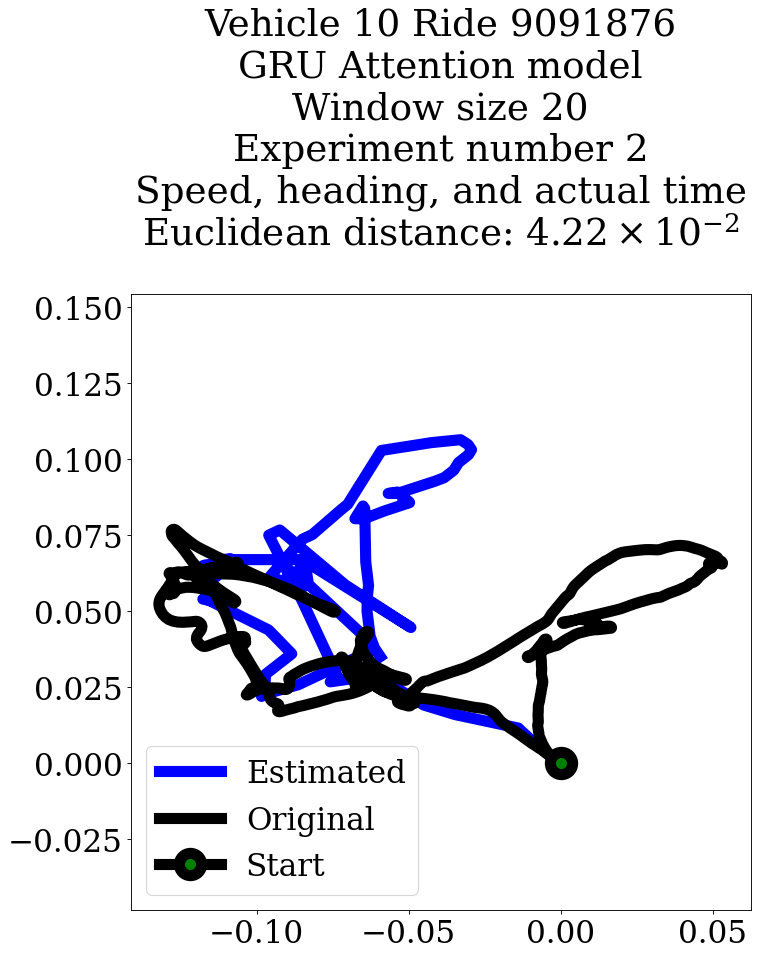 Vehicle 10 Ride 9091876
GRU Attention model
Window size 20
Experiment number 2
Speed, heading, and actual time
Euclidean distance: 4.22 × 10⁻²
0.150
0.125
0.100
0.075
0.050
0.025
0.000
−0.025
Estimated
Original
Start
−0.10
−0.05
0.00
0.05